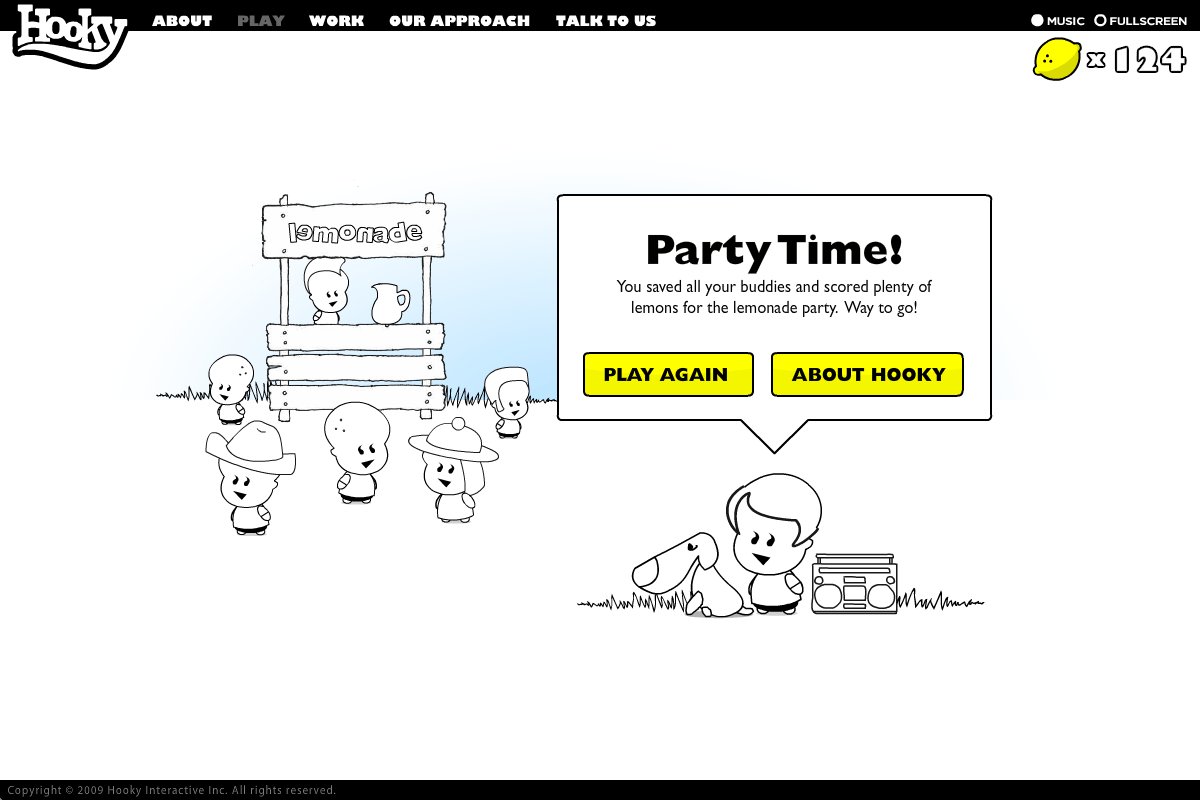 Hooky
ABOUT PLAY WORK OUR APPROACH TALK TO US
MUSIC FULLSCREEN
x 124
lemonade
Party Time!
You saved all your buddies and scored plenty of
lemons for the lemonade party. Way to go!
PLAY AGAIN
ABOUT HOOKY
Copyright © 2009 Hooky Interactive Inc. All rights reserved.